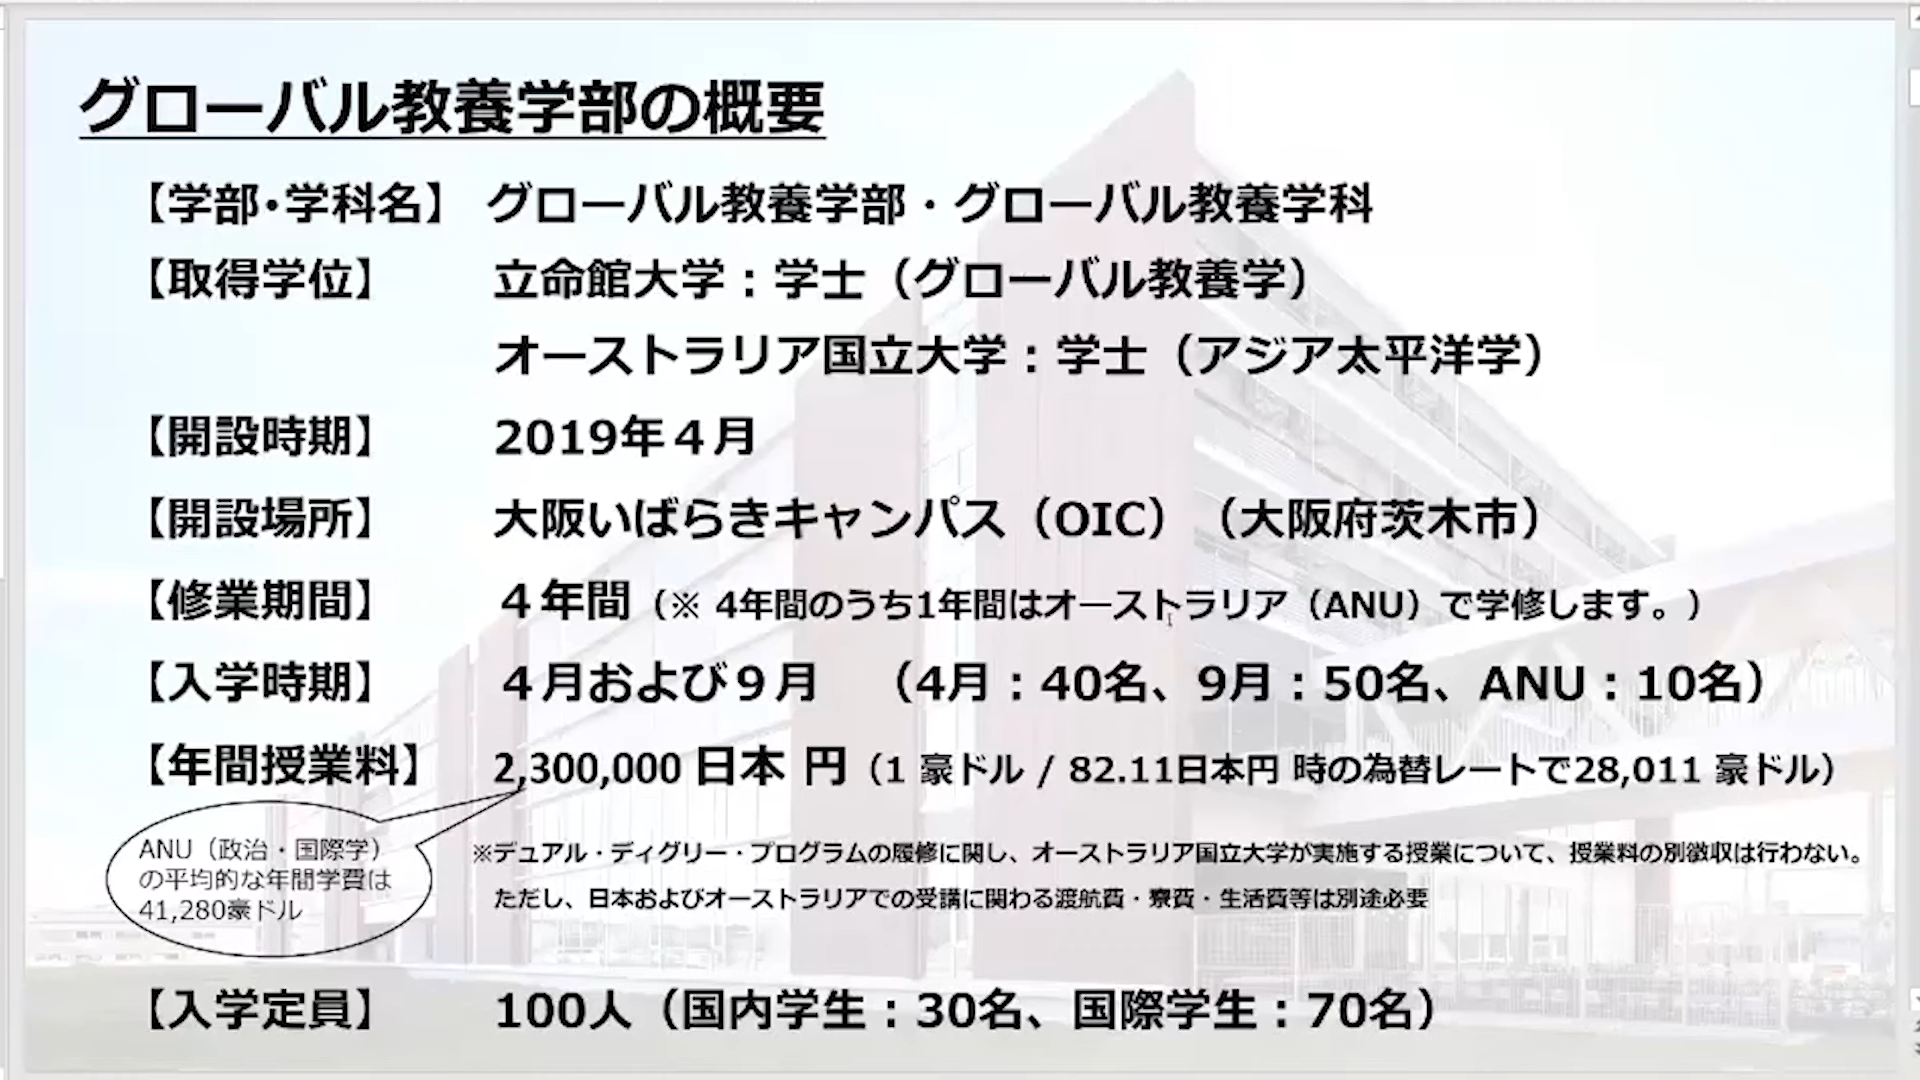 グローバル教養学部の概要
【学部・学科名】 グローバル教養学部・グローバル教養学科
【取得学位】 立命館大学：学士（グローバル教養学）
オーストラリア国立大学：学士（アジア太平洋学）
【開設時期】 2019年４月
【開設場所】 大阪いばらきキャンパス（OIC）（大阪府茨木市）
【修業期間】 ４年間（※ 4年間のうち1年間はオーストラリア（ANU）で学修します。）
【入学時期】 ４月および９月 （4月：40名、9月：50名、ANU：10名）
【年間授業料】 2,300,000 日本 円（1 豪ドル / 82.11日本円 時の為替レートで28,011 豪ドル）
ANU（政治・国際学）
の平均的な年間学費は
41,280豪ドル
※デュアル・ディグリー・プログラムの履修に関し、オーストラリア国立大学が実施する授業について、授業料の別徴収は行わない。
ただし、日本およびオーストラリアでの受講に関わる渡航費・寮費・生活費等は別途必要
【入学定員】 100人（国内学生：30名、国際学生：70名）